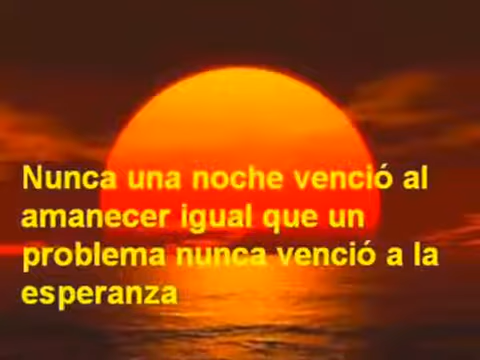 Nunca una noche venció al
amanecer igual que un
problema nunca venció a la
esperanza